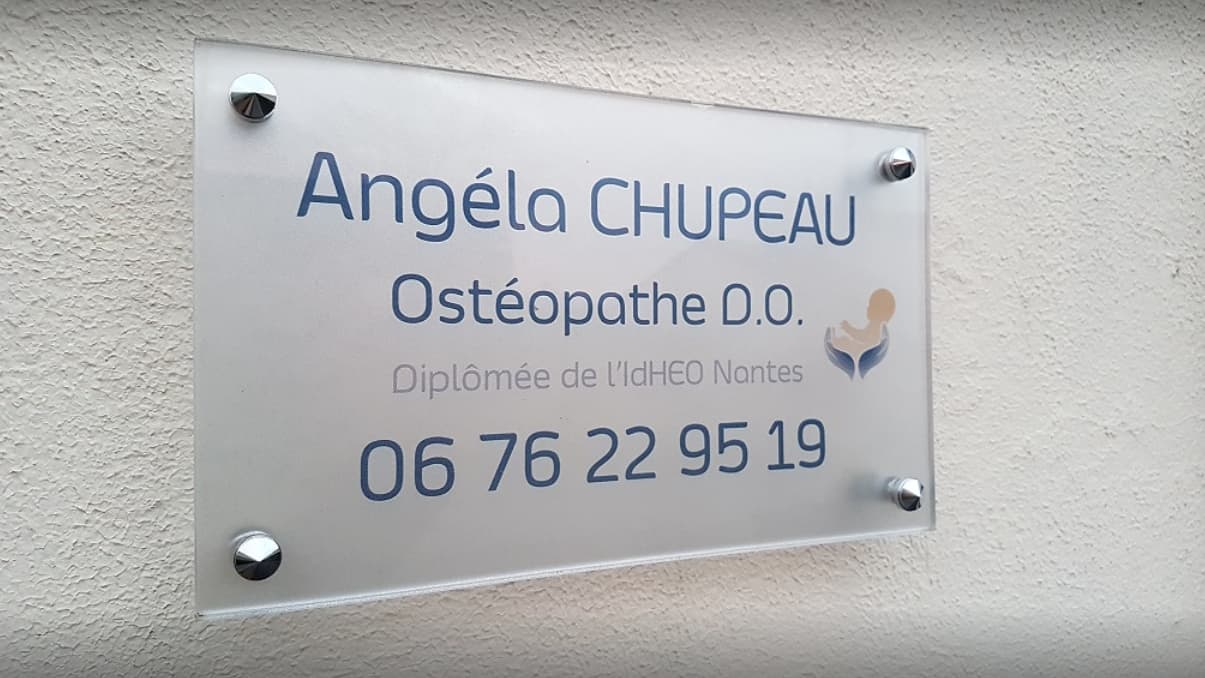 Angéla CHUPEAU
Ostéopathe D.O.
Diplômée de l'IdHEO Nantes
06 76 22 95 19